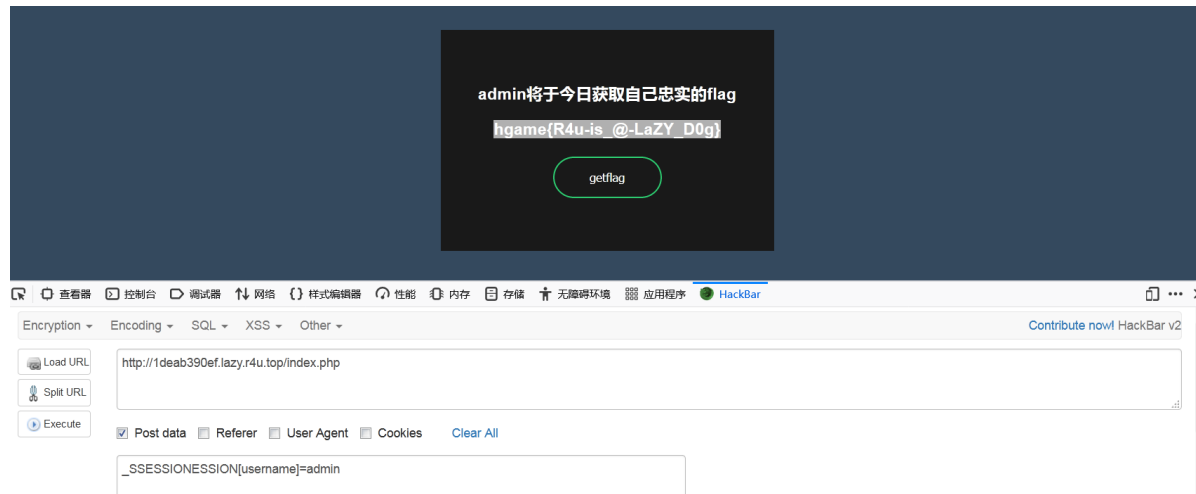 admin将于今日获取自己忠实的flag
hgame{R4u-is_@-LaZY_D0g}
getflag
查看器 控制台 调试器 网络 {} 样式编辑器 性能 内存 存储 无障碍环境 应用程序 HackBar
Encryption Encoding SQL XSS Other Contribute now! HackBar v2
Load URL http://1deab390ef.lazy.r4u.top/index.php
Split URL
Execute
Post data Referer User Agent Cookies Clear All
_SSESSIONESSION[username]=admin